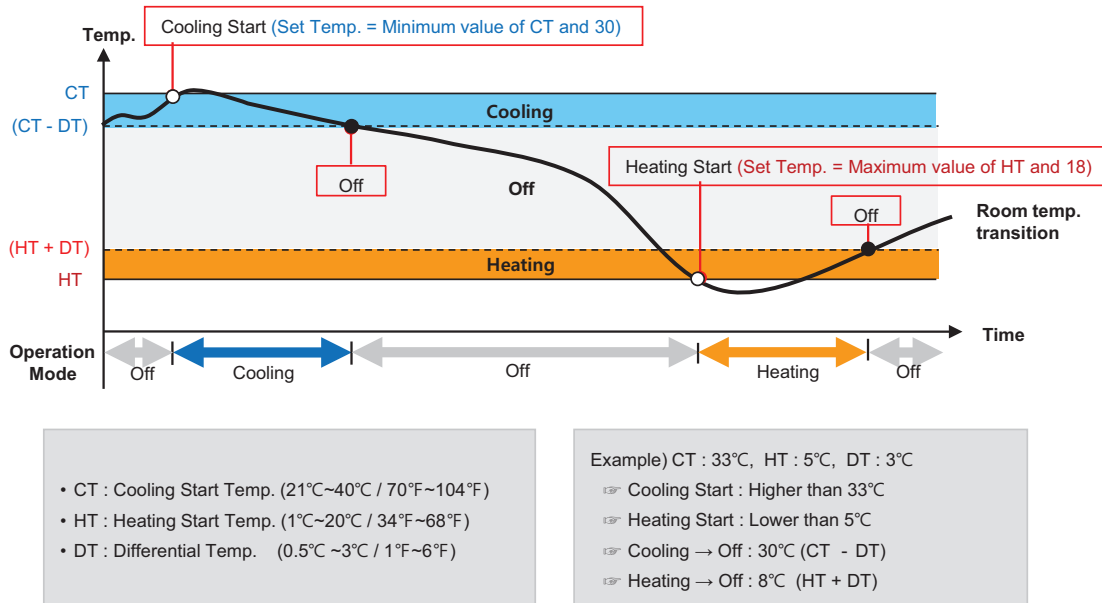 Cooling Start (Set Temp. = Minimum value of CT and 30)
Temp.
CT
Cooling
(CT - DT)
Off
Heating Start (Set Temp. = Maximum value of HT and 18)
Off
Off
Room temp.
transition
(HT + DT)
Heating
HT
Time
Operation
Mode
Off
Cooling
Off
Heating
Off
• CT : Cooling Start Temp. (21℃~40℃ / 70℉~104℉)
• HT : Heating Start Temp. (1℃~20℃ / 34℉~68℉)
• DT : Differential Temp. (0.5℃ ~3℃ / 1℉~6℉)
Example) CT : 33℃, HT : 5℃, DT : 3℃
☞ Cooling Start : Higher than 33℃
☞ Heating Start : Lower than 5℃
☞ Cooling → Off : 30℃ (CT - DT)
☞ Heating → Off : 8℃ (HT + DT)